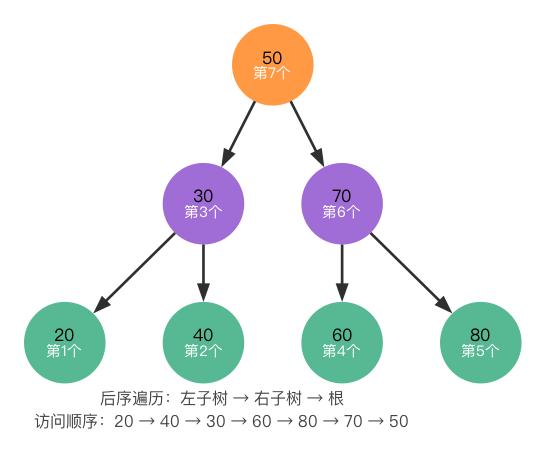 50
第7个
30
第3个
70
第6个
20
第1个
40
第2个
60
第4个
80
第5个
后序遍历：左子树 → 右子树 → 根
访问顺序：20 → 40 → 30 → 60 → 80 → 70 → 50